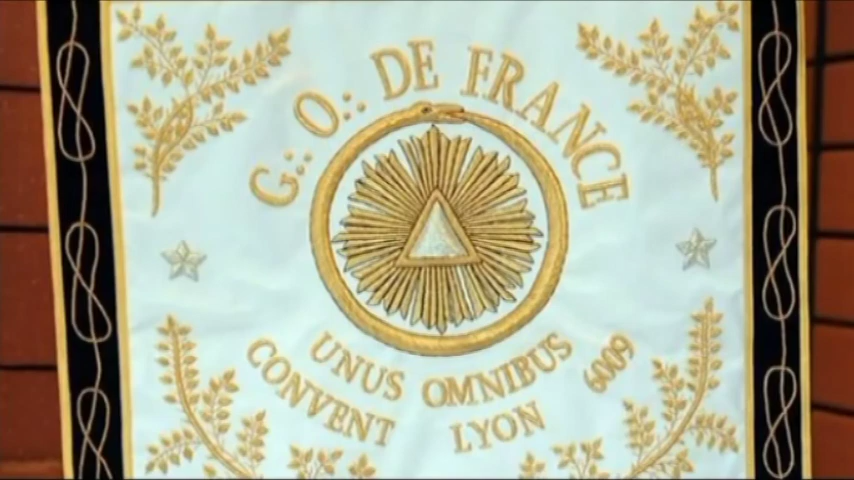 G∴ O∴ DE FRANCE
UNUS OMNIBUS
CONVENT LYON 6009